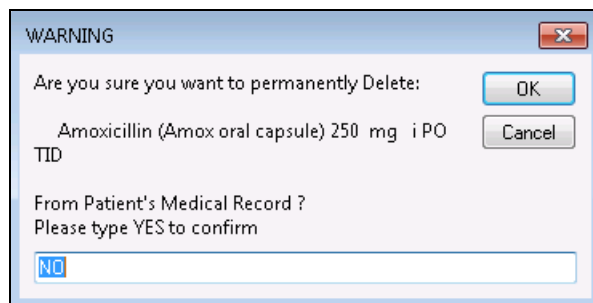 WARNING
Are you sure you want to permanently Delete:
OK
Amoxicillin (Amox oral capsule) 250 mg i PO
TID
Cancel
From Patient's Medical Record ?
Please type YES to confirm
NO